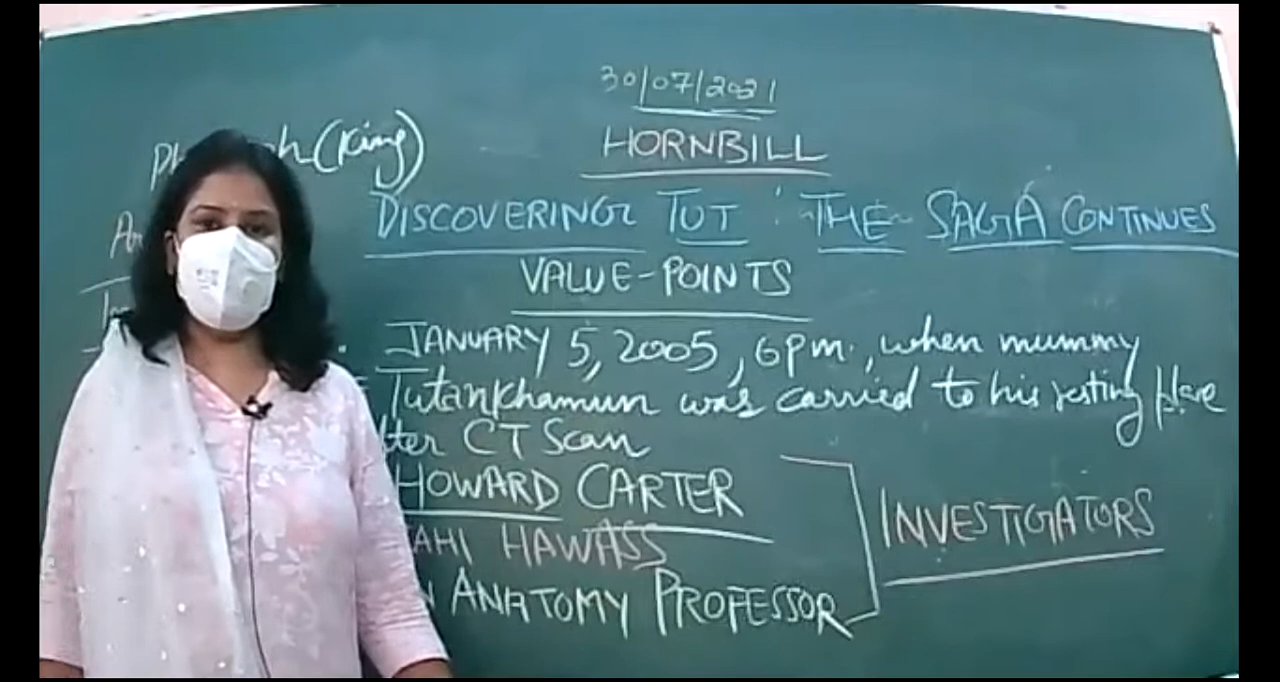 30/07/2021
HORNBILL
(King)
DISCOVERING TUT : THE SAGA CONTINUES
VALUE-POINTS
JANUARY 5, 2005, 6pm., when mummy
Tutankhamun was carried to his resting place
CT Scan
HOWARD CARTER
HAWASS
ANATOMY PROFESSOR
INVESTIGATORS